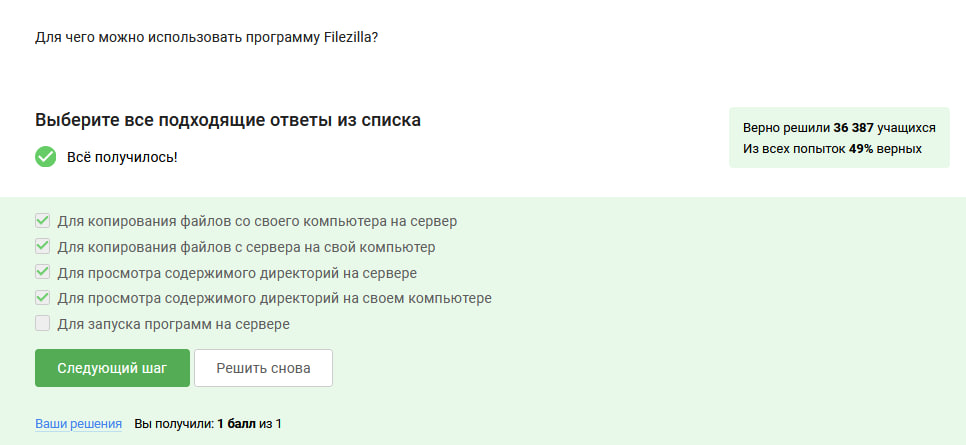 Для чего можно использовать программу Filezilla?
Выберите все подходящие ответы из списка
Всё получилось!
Верно решили 36 387 учащихся
Из всех попыток 49% верных
Для копирования файлов со своего компьютера на сервер
Для копирования файлов с сервера на свой компьютер
Для просмотра содержимого директорий на сервере
Для просмотра содержимого директорий на своем компьютере
Для запуска программ на сервере
Следующий шаг Решить снова
Ваши решения Вы получили: 1 балл из 1